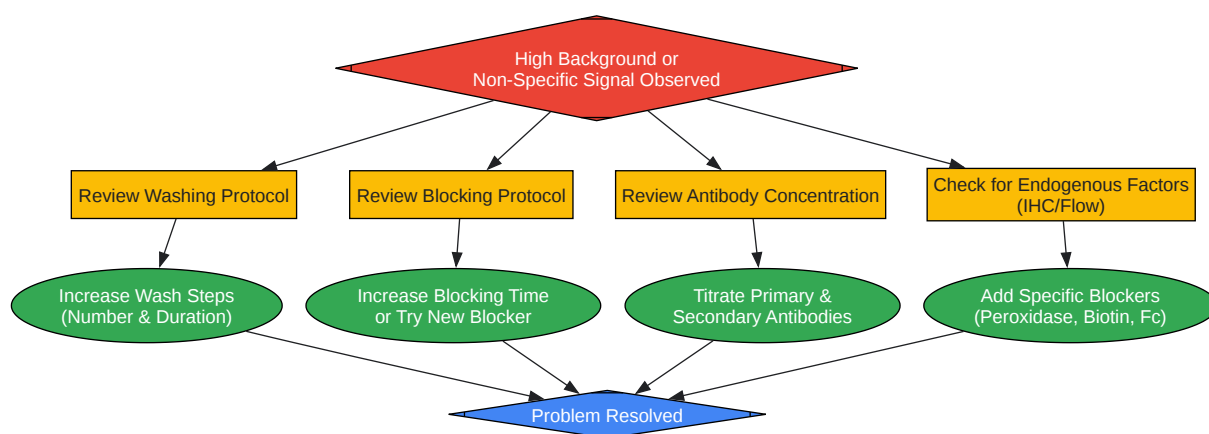 High Background or
Non-Specific Signal Observed
Review Washing Protocol
Review Blocking Protocol
Review Antibody Concentration
Check for Endogenous Factors
(IHC/Flow)
Increase Wash Steps
(Number & Duration)
Increase Blocking Time
or Try New Blocker
Titrate Primary &
Secondary Antibodies
Add Specific Blockers
(Peroxidase, Biotin, Fc)
Problem Resolved